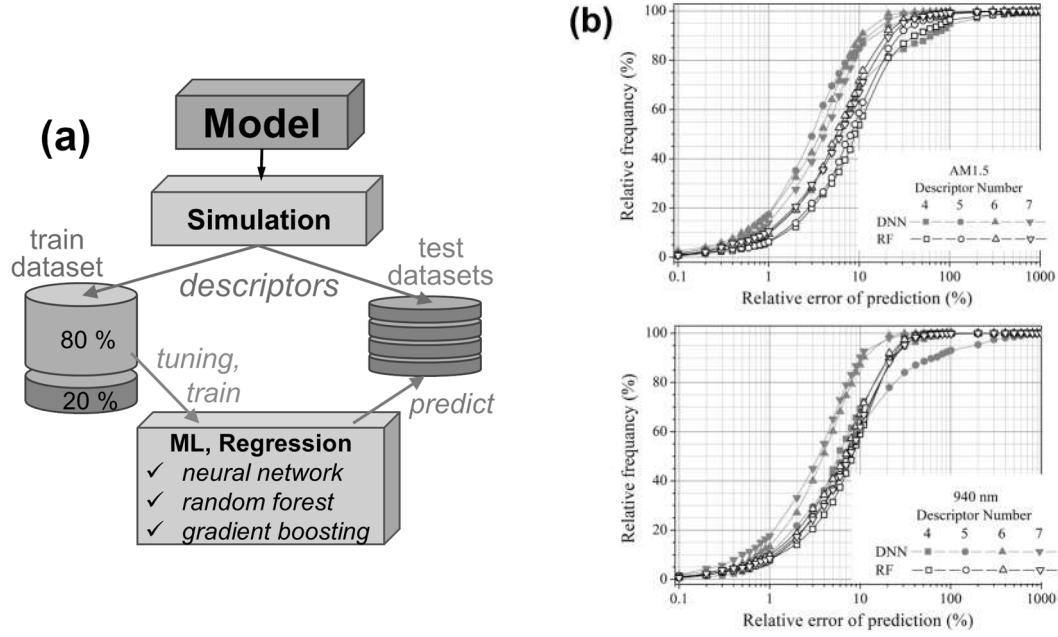 (a)
Model
Simulation
train
dataset
descriptors
test
datasets
80 %
20 %
tuning,
train
predict
ML, Regression
✓ neural network
✓ random forest
✓ gradient boosting
(b)
Relative frequancy (%)
100
80
60
40
20
0
AM1.5
Descriptor Number
4 5 6 7
DNN
RF
0.1 1 10 100 1000
Relative error of prediction (%)
Relative frequancy (%)
100
80
60
40
20
0
940 nm
Descriptor Number
4 5 6 7
DNN
RF
0.1 1 10 100 1000
Relative error of prediction (%)